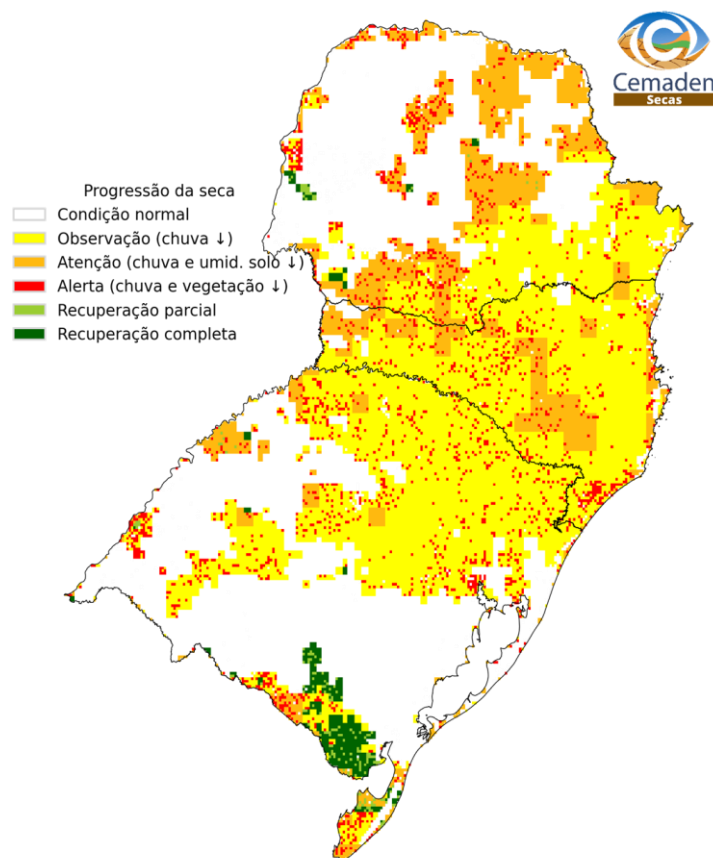 Cemaden
Secas
Progressão da seca
Condição normal
Observação (chuva ↓)
Atenção (chuva e umid. solo ↓)
Alerta (chuva e vegetação ↓)
Recuperação parcial
Recuperação completa